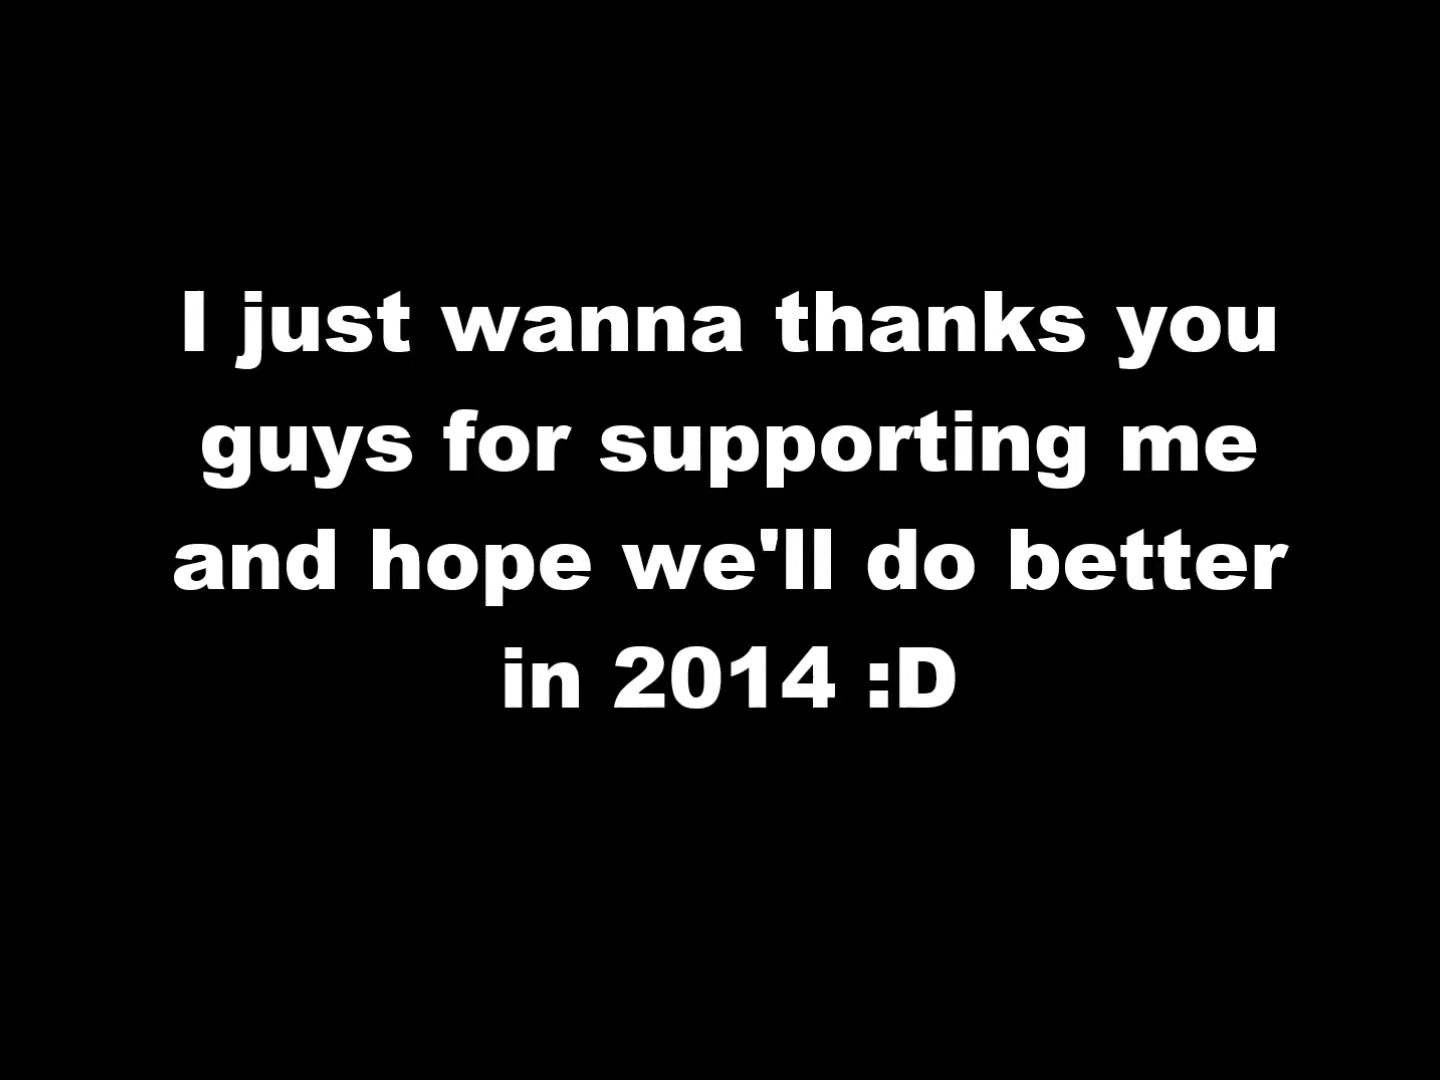 I just wanna thanks you
guys for supporting me
and hope we'll do better
in 2014 :D